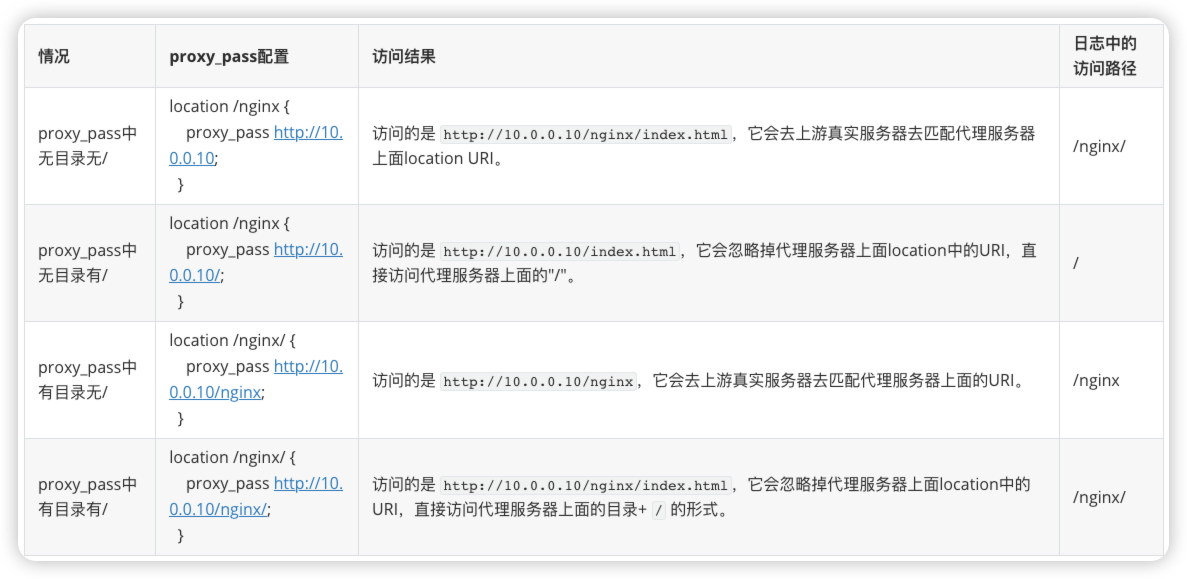 情况
proxy_pass配置
访问结果
日志中的
访问路径
proxy_pass中
无目录无/
location /nginx {
proxy_pass http://10.
0.0.10;
}
访问的是 http://10.0.0.10/nginx/index.html，它会去上游真实服务器去匹配代理服务器
上面location URI。
/nginx/
proxy_pass中
无目录有/
location /nginx {
proxy_pass http://10.
0.0.10/;
}
访问的是 http://10.0.0.10/index.html，它会忽略掉代理服务器上面location中的URI，直
接访问代理服务器上面的"/"。
/
proxy_pass中
有目录无/
location /nginx/ {
proxy_pass http://10.
0.0.10/nginx;
}
访问的是 http://10.0.0.10/nginx，它会去上游真实服务器去匹配代理服务器上面的URI。
/nginx
proxy_pass中
有目录有/
location /nginx/ {
proxy_pass http://10.
0.0.10/nginx/;
}
访问的是 http://10.0.0.10/nginx/index.html，它会忽略掉代理服务器上面location中的
URI，直接访问代理服务器上面的目录+ / 的形式。
/nginx/